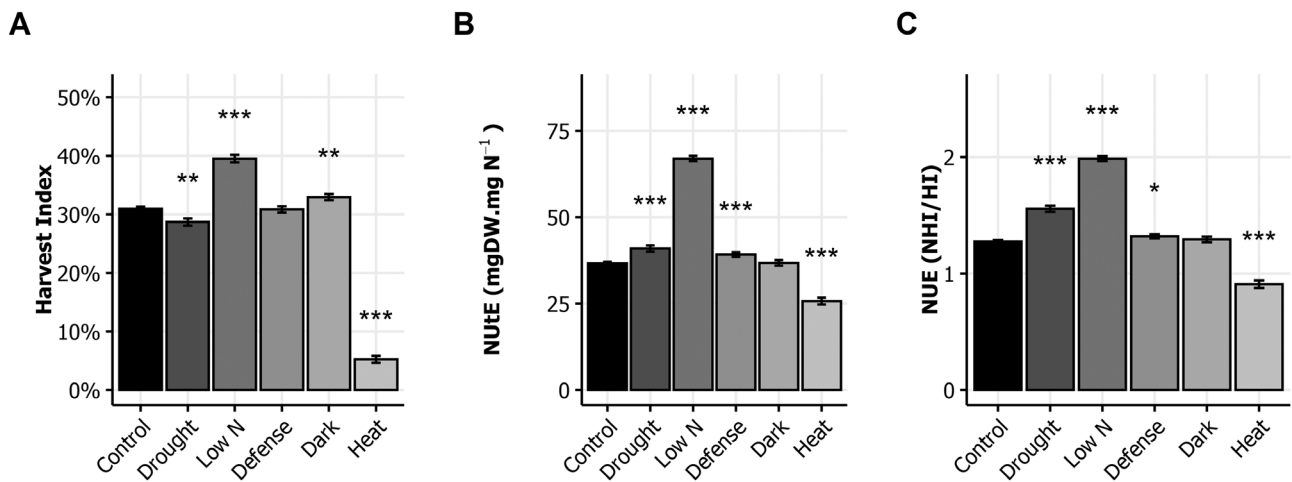 A
Harvest Index
50%
40%
30%
20%
10%
0%
**
***
**
***
Control
Drought
Low N
Defense
Dark
Heat
B
NUtE (mgDW.mg N⁻¹ )
75
50
25
0
***
***
***
***
Control
Drought
Low N
Defense
Dark
Heat
C
NUE (NHI/HI)
2
1
0
***
***
*
***
Control
Drought
Low N
Defense
Dark
Heat